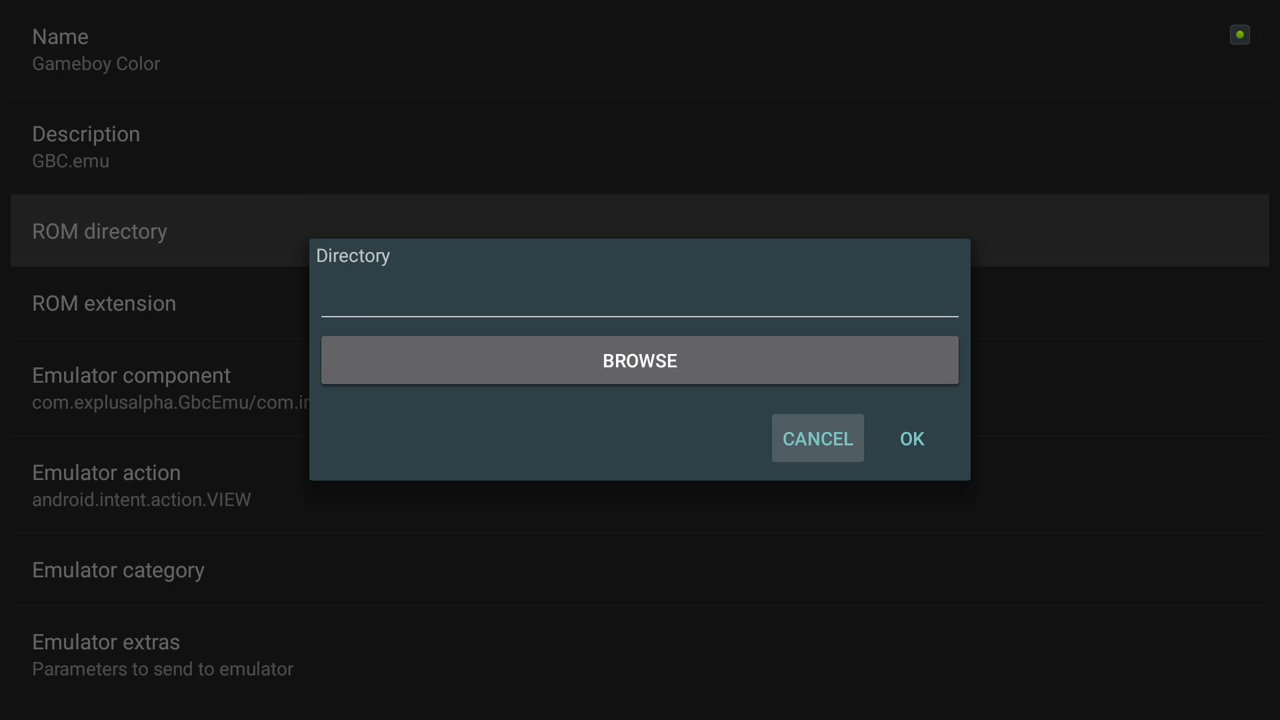 Name
Gameboy Color
Description
GBC.emu
ROM directory
Directory
ROM extension
BROWSE
Emulator component
com.explusalpha.GbcEmu/com.in
CANCEL OK
Emulator action
android.intent.action.VIEW
Emulator category
Emulator extras
Parameters to send to emulator